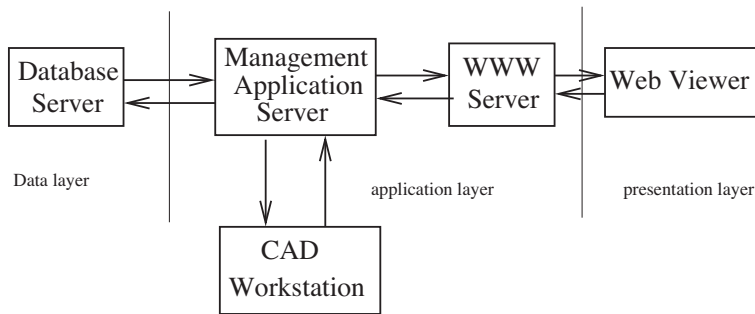 Database
Server
Management
Application
Server
WWW
Server
Web Viewer
Data layer
application layer
presentation layer
CAD
Workstation